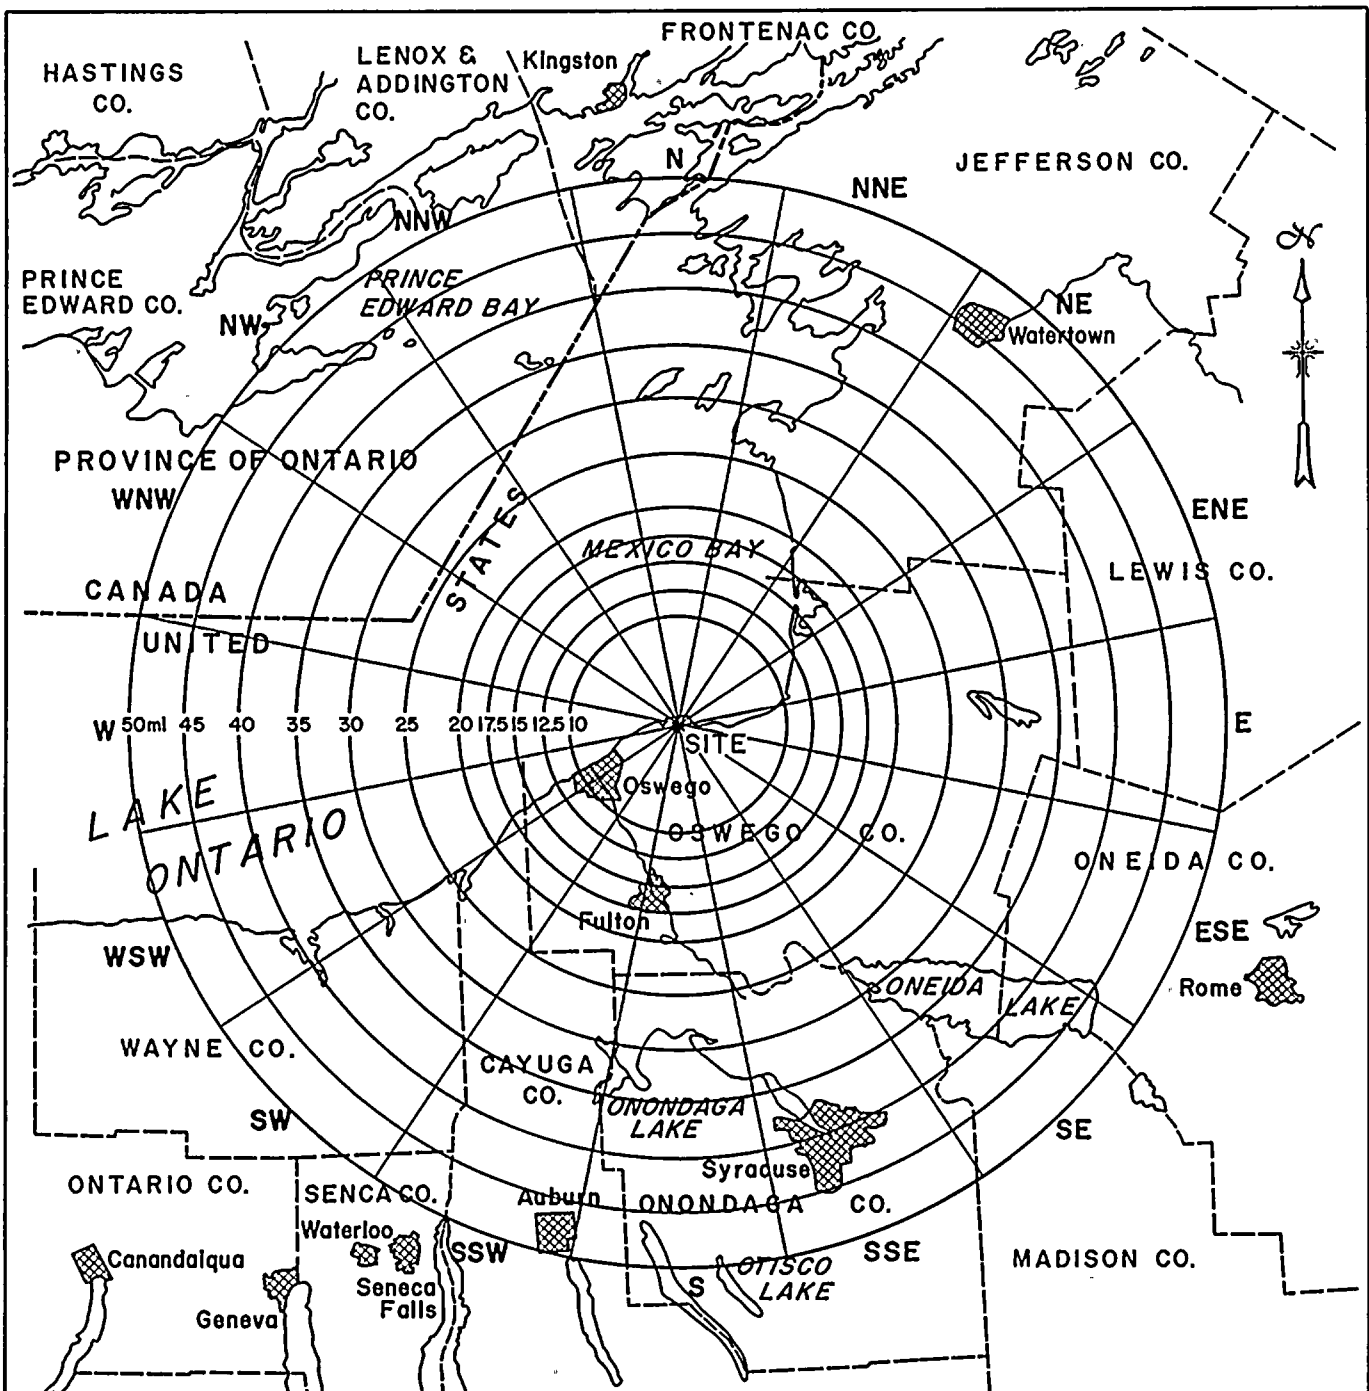 FRONTENAC CO.
HASTINGS
CO.
LENOX &
ADDINGTON
CO.
Kingston
N
NNE
JEFFERSON CO.
NNW
N
PRINCE
EDWARD CO.
PRINCE
EDWARD BAY
NW
NE
Watertown
PROVINCE OF ONTARIO
WNW
ENE
STATES
MEXICO BAY
LEWIS CO.
CANADA
UNITED
W 50mi 45 40 35 30 25 20 17.5 15 12.5 10
E
SITE
LAKE
ONTARIO
Oswego
OSWEGO CO.
ONEIDA CO.
Fulton
WSW
ESE
ONEIDA
LAKE
Rome
WAYNE CO.
CAYUGA
CO.
ONONDAGA
LAKE
SW
SE
Syracuse
ONTARIO CO.
SENCA CO.
Auburn
ONONDAGA CO.
Waterloo
SSW
SSE
Canandaiqua
Seneca
Falls
S
OTISCO
LAKE
MADISON CO.
Geneva